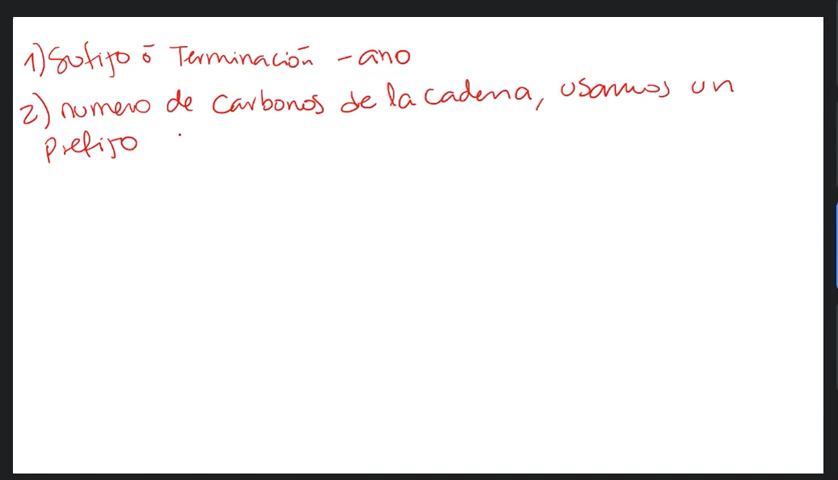 1) Sufijo ó Terminación -ano
2) numero de carbonos de la cadena, usamos un
prefijo